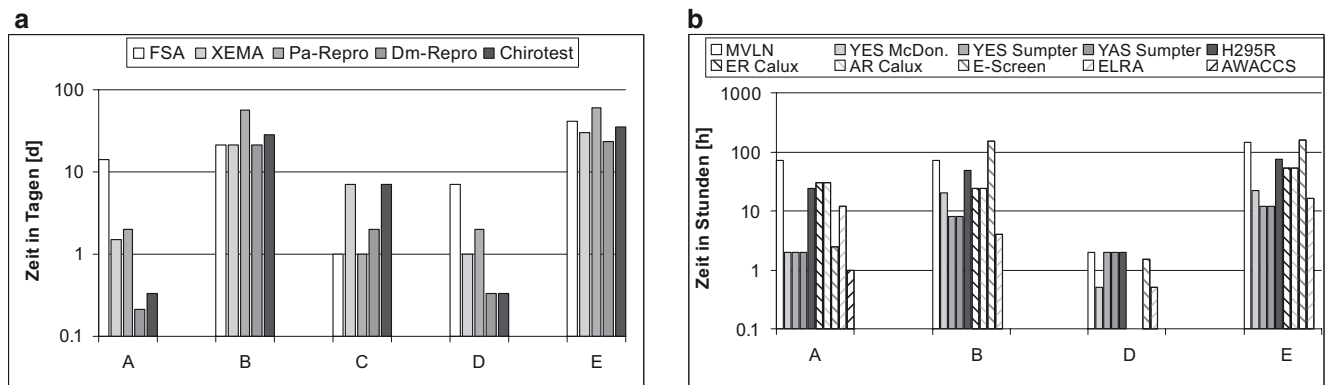 a
FSA XEMA Pa-Repro Dm-Repro Chirotest
Zeit in Tagen [d]
100
10
1
0.1
A B C D E
b
MVLN YES McDon. YES Sumpter YAS Sumpter H295R
ER Calux AR Calux E-Screen ELRA AWACCS
Zeit in Stunden [h]
1000
100
10
1
0.1
A B D E